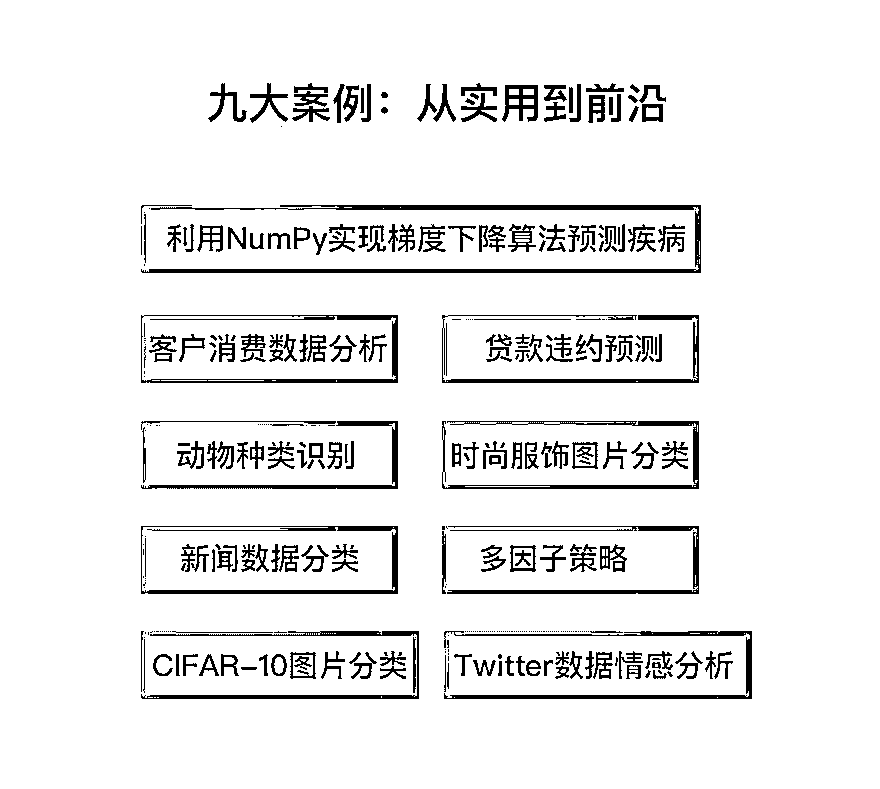 九大案例：从实用到前沿
利用NumPy实现梯度下降算法预测疾病
客户消费数据分析
贷款违约预测
动物种类识别
时尚服饰图片分类
新闻数据分类
多因子策略
CIFAR-10图片分类
Twitter数据情感分析